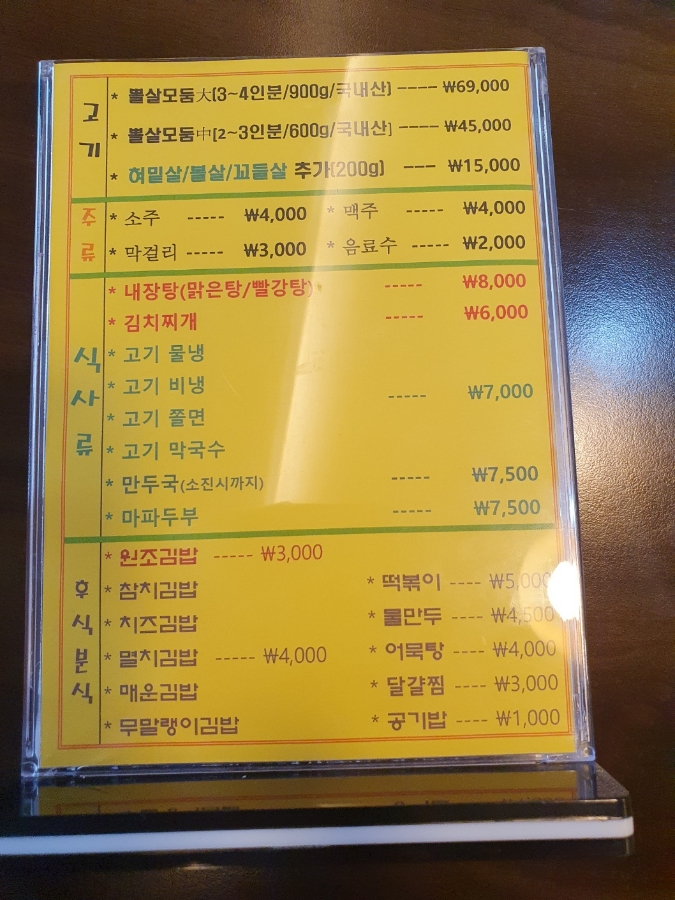 고기
* 뽈살모둠大(3~4인분/900g/국내산) ---- ₩69,000
* 뽈살모둠中[2~3인분/600g/국내산] ---- ₩45,000
* 혀밑살/볼살/꼬들살 추가(200g) --- ₩15,000
주류
* 소주 ----- ₩4,000 * 맥주 ----- ₩4,000
* 막걸리 ----- ₩3,000 * 음료수 ----- ₩2,000
식사류
* 내장탕(맑은탕/빨강탕) ----- ₩8,000
* 김치찌개 ----- ₩6,000
* 고기 물냉
* 고기 비냉 ----- ₩7,000
* 고기 쫄면
* 고기 막국수
* 만두국(소진시까지) ----- ₩7,500
* 마파두부 ----- ₩7,500
후식분식
* 원조김밥 ----- ₩3,000
* 참치김밥 * 떡볶이 ---- ₩5,000
* 치즈김밥 * 물만두 ---- ₩4,500
* 멸치김밥 ----- ₩4,000 * 어묵탕 ---- ₩4,000
* 매운김밥 * 달걀찜 ---- ₩3,000
* 무말랭이김밥 * 공기밥 ---- ₩1,000